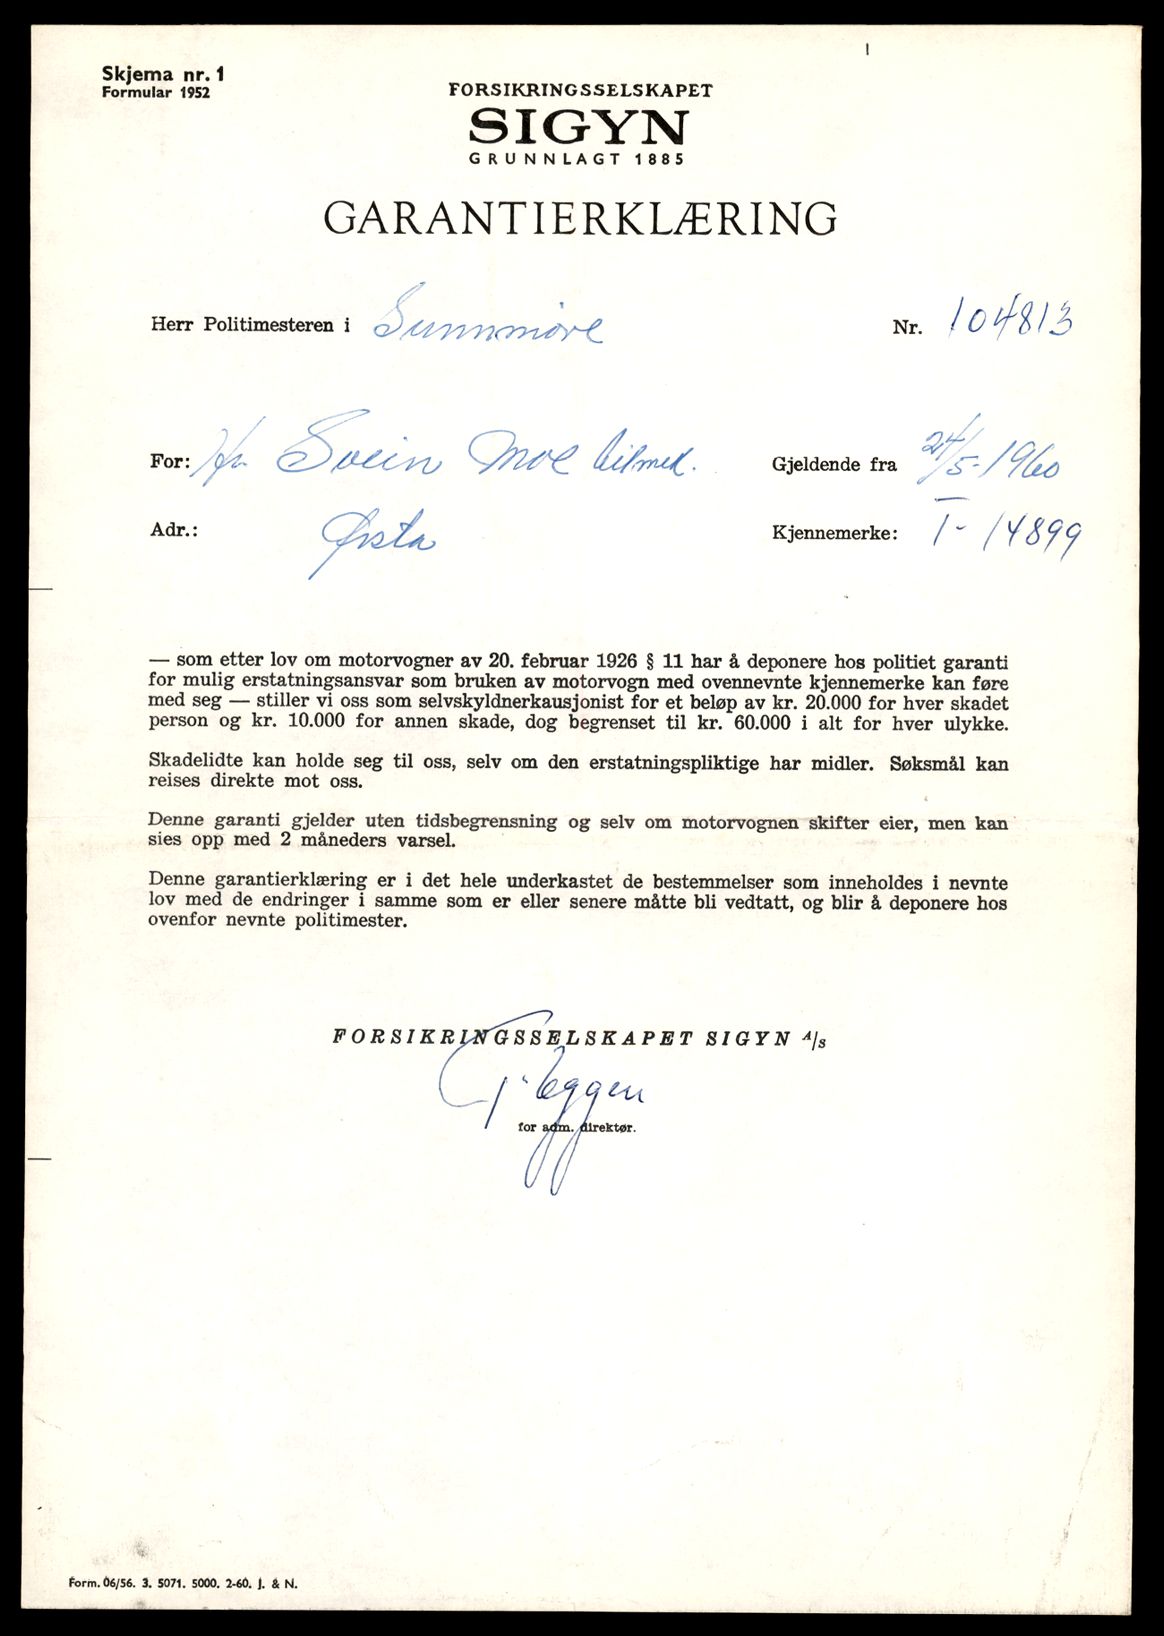 Skjema nr. 1
Formular 1952
FORSIKRINGSSELSKAPET
SIGYN
GRUNNLAGT 1885
GARANTIERKLÆRING
Herr Politimesteren i Sunnmøre Nr. 104813
For: Hr. Svein Moe bilmek. Gjeldende fra 24/5-1960
Adr.: Ørsta Kjennemerke: T- 14899
— som etter lov om motorvogner av 20. februar 1926 § 11 har å deponere hos politiet garanti
for mulig erstatningsansvar som bruken av motorvogn med ovennevnte kjennemerke kan føre
med seg — stiller vi oss som selvskyldnerkausjonist for et beløp av kr. 20.000 for hver skadet
person og kr. 10.000 for annen skade, dog begrenset til kr. 60.000 i alt for hver ulykke.
Skadelidte kan holde seg til oss, selv om den erstatningspliktige har midler. Søksmål kan
reises direkte mot oss.
Denne garanti gjelder uten tidsbegrensning og selv om motorvognen skifter eier, men kan
sies opp med 2 måneders varsel.
Denne garantierklæring er i det hele underkastet de bestemmelser som inneholdes i nevnte
lov med de endringer i samme som er eller senere måtte bli vedtatt, og blir å deponere hos
ovenfor nevnte politimester.
FORSIKRINGSSELSKAPET SIGYN A/S
Eggen
for adm. direktør.
Form. 06/56. 3. 5071. 5000. 2-60. J. & N.